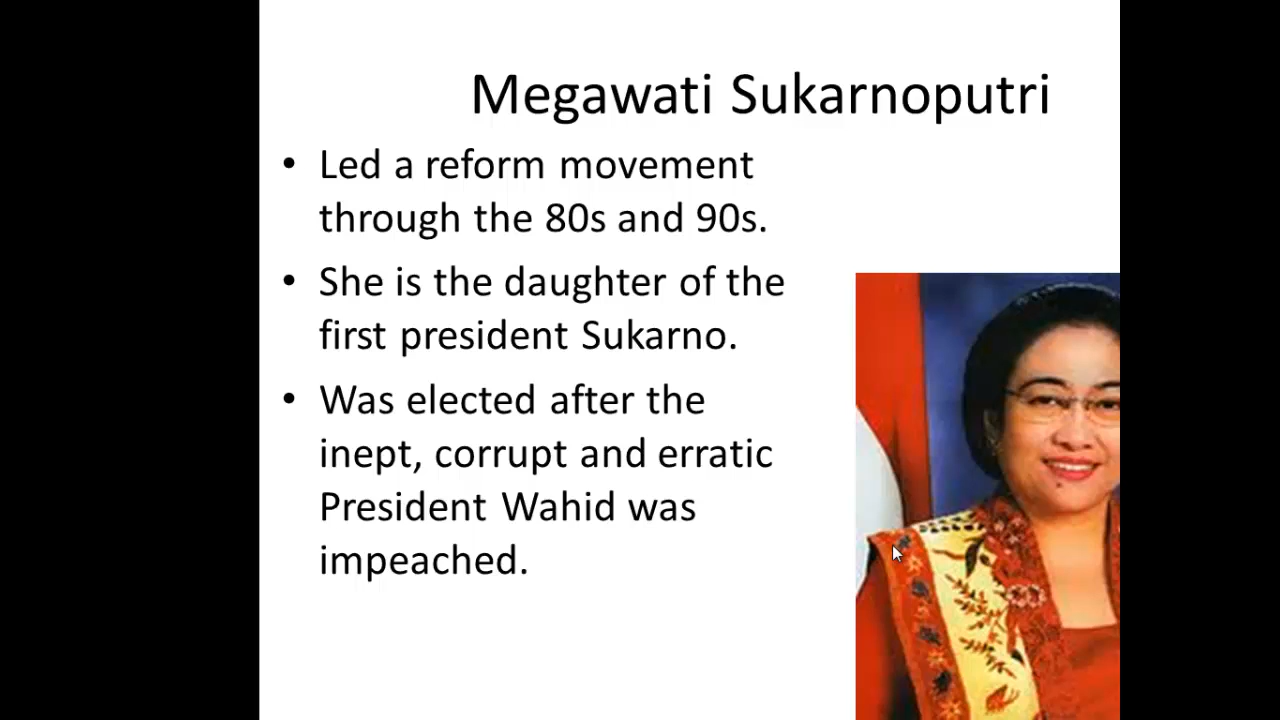 Megawati Sukarnoputri
• Led a reform movement
through the 80s and 90s.
• She is the daughter of the
first president Sukarno.
• Was elected after the
inept, corrupt and erratic
President Wahid was
impeached.